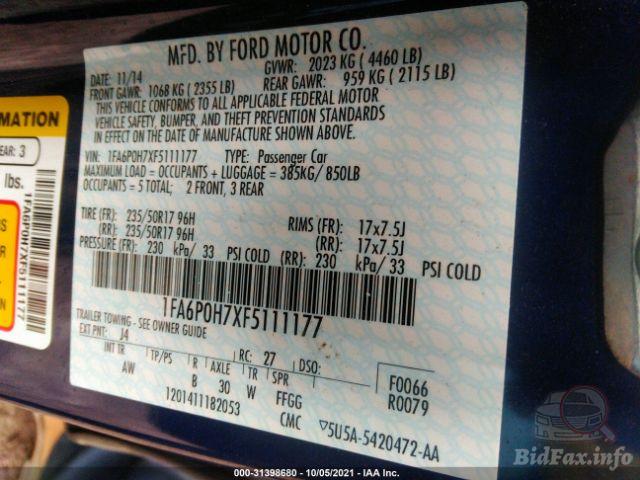 MFD. BY FORD MOTOR CO.
DATE: 11/14 GVWR: 2023 KG ( 4460 LB)
FRONT GAWR: 1068 KG ( 2355 LB) REAR GAWR: 959 KG ( 2115 LB)
THIS VEHICLE CONFORMS TO ALL APPLICABLE FEDERAL MOTOR
VEHICLE SAFETY, BUMPER, AND THEFT PREVENTION STANDARDS
IN EFFECT ON THE DATE OF MANUFACTURE SHOWN ABOVE.
VIN: 1FA6P0H7XF5111177 TYPE: Passenger Car
MAXIMUM LOAD = OCCUPANTS + LUGGAGE = 385KG/ 850LB
OCCUPANTS = 5 TOTAL; 2 FRONT, 3 REAR
TIRE (FR): 235/50R17 96H RIMS (FR): 17x7.5J
(RR): 235/50R17 96H (RR): 17x7.5J
PRESSURE (FR): 230 kPa/ 33 PSI COLD (RR): 230 kPa/ 33 PSI COLD
1FA6P0H7XF5111177
TRAILER TOWING - SEE OWNER GUIDE
EXT PNT: J4 RC: 27 DSO:
INT TR TP/PS R AXLE TR SPR F0066
AW B 30 W FFGG R0079
1201411182053 CMC ▽5U5A-5420472-AA
RMATION
EAR: 3
lbs.
1FA6P0H7XF5111177
000-31398680 - 10/05/2021 - IAA Inc.
BidFax.info